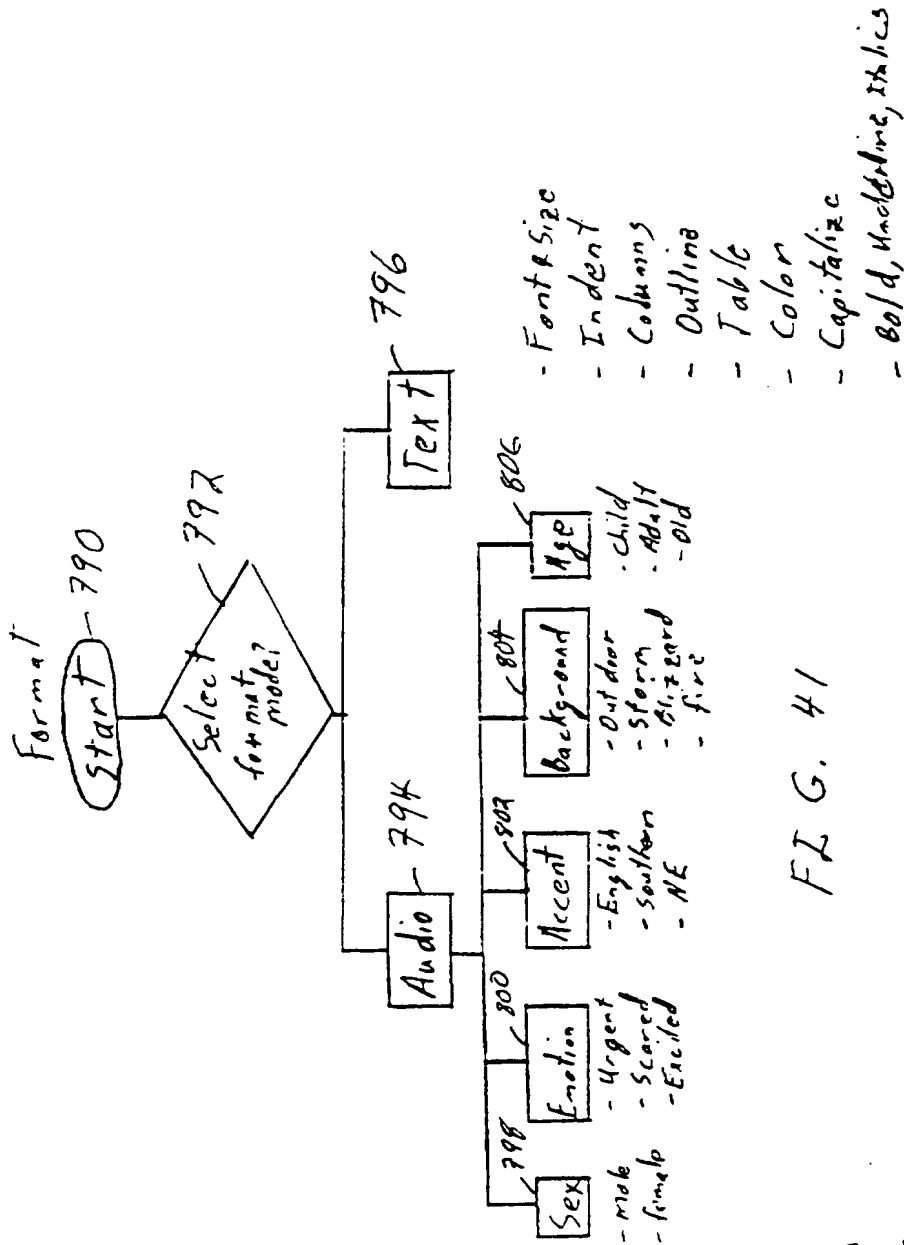 Format
Start
790
Select
format
mode?
792
Audio
794
Text
796
Sex
798
- male
- female
Emotion
800
- Urgent
- Scared
- Excited
Accent
802
- English
- Southern
- NE
Background
804
- Outdoor
- Storm
- Blizzard
- fire
Age
806
- Child
- Adult
- Old
- Font & Size
- Indent
- Columns
- Outline
- Table
- Color
- Capitalize
- Bold, Underline, Italics
FIG. 41